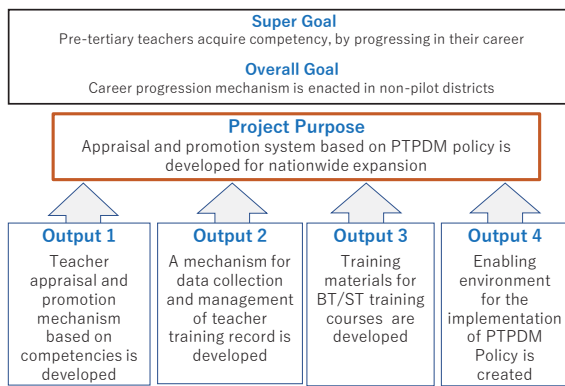 Super Goal
Pre-tertiary teachers acquire competency, by progressing in their career
Overall Goal
Career progression mechanism is enacted in non-pilot districts
Project Purpose
Appraisal and promotion system based on PTPDM policy is
developed for nationwide expansion
Output 1
Teacher
appraisal and
promotion
mechanism
based on
competencies is
developed
Output 2
A mechanism for
data collection
and management
of teacher
training record is
developed
Output 3
Training
materials for
BT/ST training
courses are
developed
Output 4
Enabling
environment
for the
implementation
of PTPDM
Policy is
created